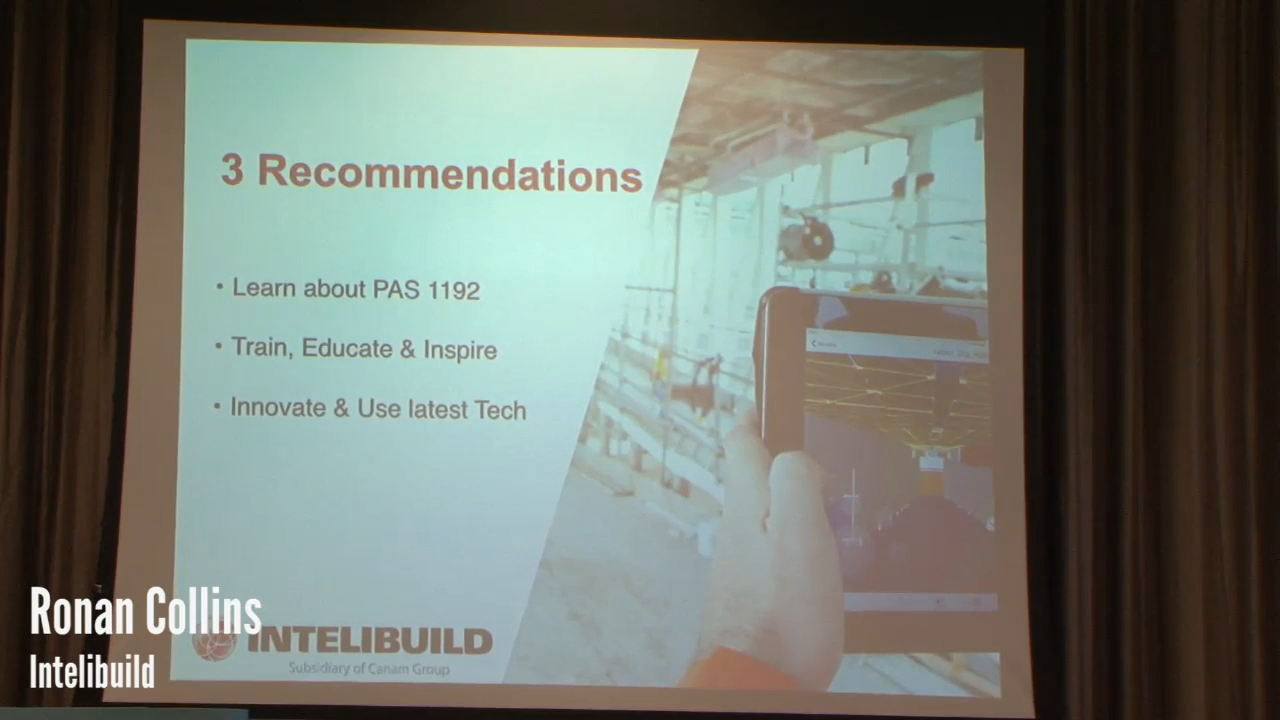 3 Recommendations
• Learn about PAS 1192
• Train, Educate & Inspire
• Innovate & Use latest Tech
Ronan Collins
Intelibuild
INTELIBUILD
Subsidiary of Canam Group